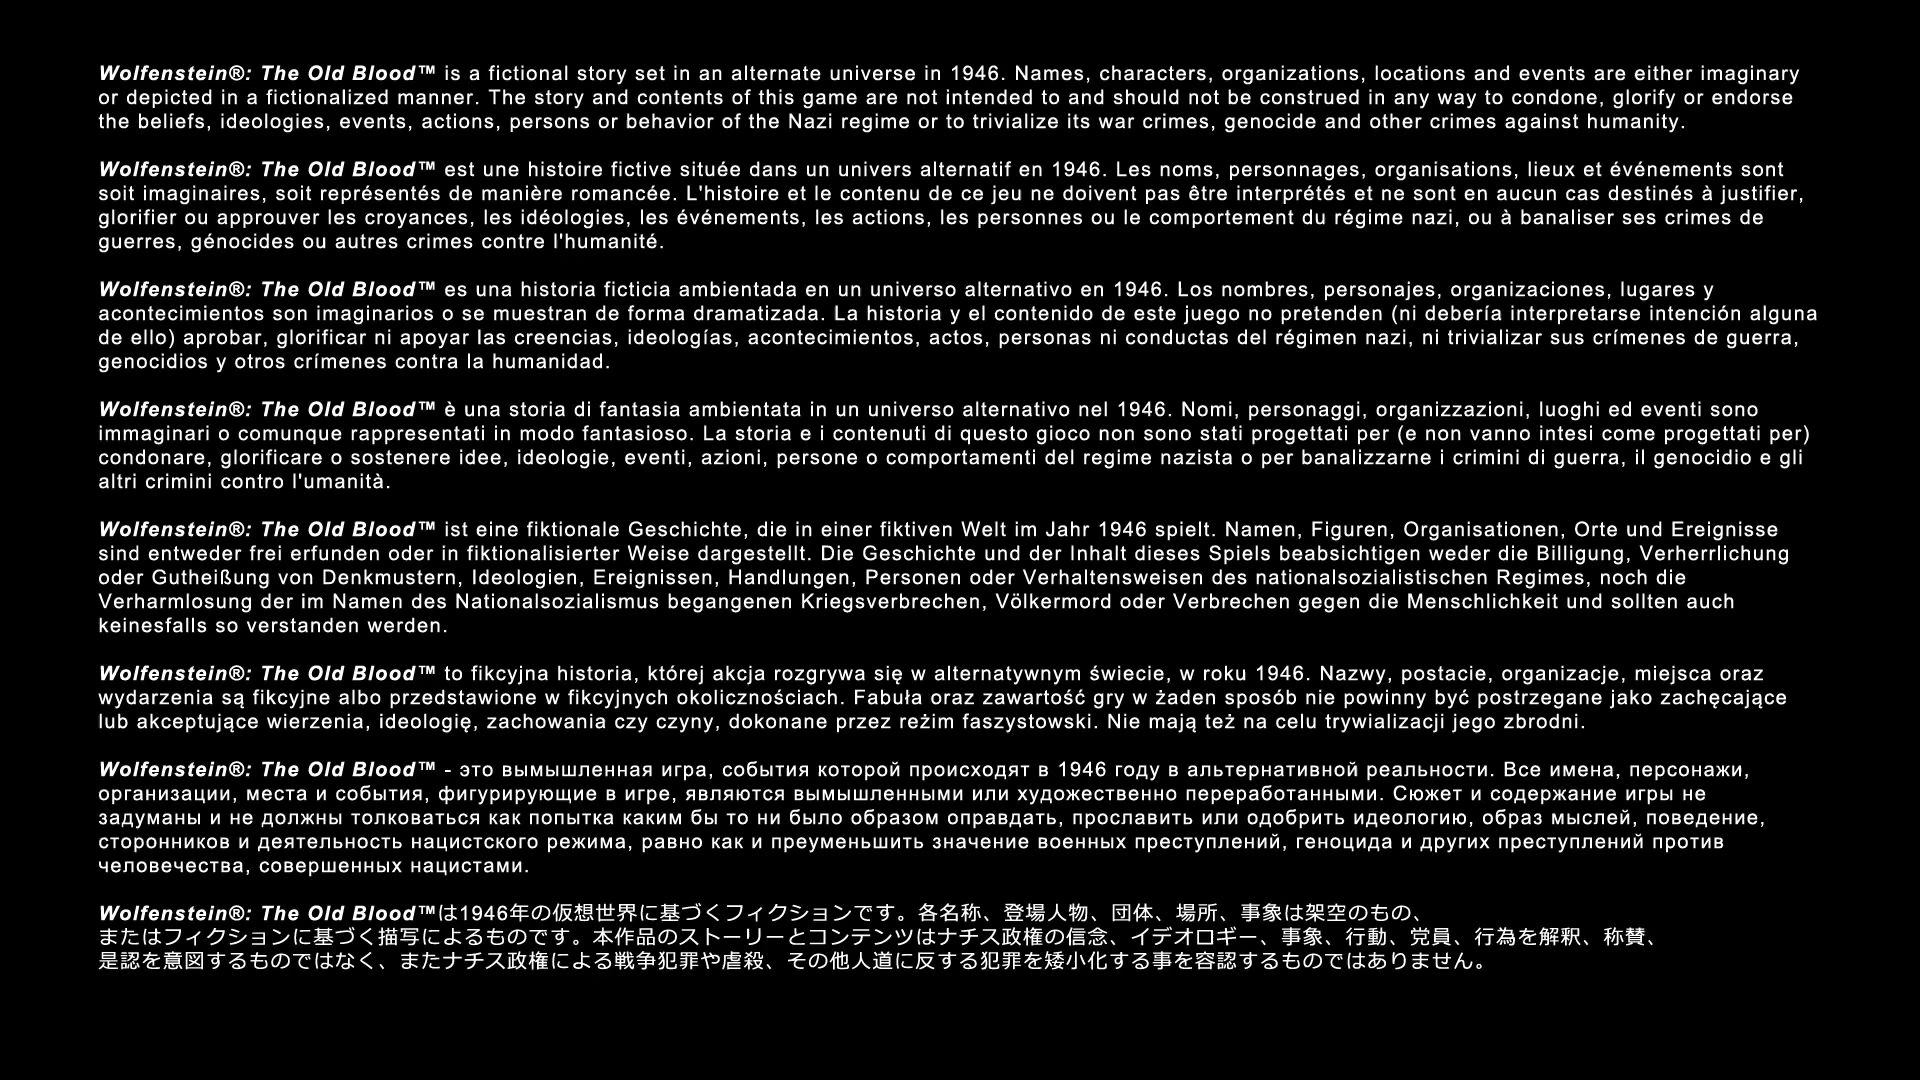 Wolfenstein®: The Old Blood™ is a fictional story set in an alternate universe in 1946. Names, characters, organizations, locations and events are either imaginary
or depicted in a fictionalized manner. The story and contents of this game are not intended to and should not be construed in any way to condone, glorify or endorse
the beliefs, ideologies, events, actions, persons or behavior of the Nazi regime or to trivialize its war crimes, genocide and other crimes against humanity.
Wolfenstein®: The Old Blood™ est une histoire fictive située dans un univers alternatif en 1946. Les noms, personnages, organisations, lieux et événements sont
soit imaginaires, soit représentés de manière romancée. L'histoire et le contenu de ce jeu ne doivent pas être interprétés et ne sont en aucun cas destinés à justifier,
glorifier ou approuver les croyances, les idéologies, les événements, les actions, les personnes ou le comportement du régime nazi, ou à banaliser ses crimes de
guerres, génocides ou autres crimes contre l'humanité.
Wolfenstein®: The Old Blood™ es una historia ficticia ambientada en un universo alternativo en 1946. Los nombres, personajes, organizaciones, lugares y
acontecimientos son imaginarios o se muestran de forma dramatizada. La historia y el contenido de este juego no pretenden (ni debería interpretarse intención alguna
de ello) aprobar, glorificar ni apoyar las creencias, ideologías, acontecimientos, actos, personas ni conductas del régimen nazi, ni trivializar sus crímenes de guerra,
genocidios y otros crímenes contra la humanidad.
Wolfenstein®: The Old Blood™ è una storia di fantasia ambientata in un universo alternativo nel 1946. Nomi, personaggi, organizzazioni, luoghi ed eventi sono
immaginari o comunque rappresentati in modo fantasioso. La storia e i contenuti di questo gioco non sono stati progettati per (e non vanno intesi come progettati per)
condonare, glorificare o sostenere idee, ideologie, eventi, azioni, persone o comportamenti del regime nazista o per banalizzarne i crimini di guerra, il genocidio e gli
altri crimini contro l'umanità.
Wolfenstein®: The Old Blood™ ist eine fiktionale Geschichte, die in einer fiktiven Welt im Jahr 1946 spielt. Namen, Figuren, Organisationen, Orte und Ereignisse
sind entweder frei erfunden oder in fiktionalisierter Weise dargestellt. Die Geschichte und der Inhalt dieses Spiels beabsichtigen weder die Billigung, Verherrlichung
oder Gutheißung von Denkmustern, Ideologien, Ereignissen, Handlungen, Personen oder Verhaltensweisen des nationalsozialistischen Regimes, noch die
Verharmlosung der im Namen des Nationalsozialismus begangenen Kriegsverbrechen, Völkermord oder Verbrechen gegen die Menschlichkeit und sollten auch
keinesfalls so verstanden werden.
Wolfenstein®: The Old Blood™ to fikcyjna historia, której akcja rozgrywa się w alternatywnym świecie, w roku 1946. Nazwy, postacie, organizacje, miejsca oraz
wydarzenia są fikcyjne albo przedstawione w fikcyjnych okolicznościach. Fabuła oraz zawartość gry w żaden sposób nie powinny być postrzegane jako zachęcające
lub akceptujące wierzenia, ideologię, zachowania czy czyny, dokonane przez reżim faszystowski. Nie mają też na celu trywializacji jego zbrodni.
Wolfenstein®: The Old Blood™ - это вымышленная игра, события которой происходят в 1946 году в альтернативной реальности. Все имена, персонажи,
организации, места и события, фигурирующие в игре, являются вымышленными или художественно переработанными. Сюжет и содержание игры не
задуманы и не должны толковаться как попытка каким бы то ни было образом оправдать, прославить или одобрить идеологию, образ мыслей, поведение,
сторонников и деятельность нацистского режима, равно как и преуменьшить значение военных преступлений, геноцида и других преступлений против
человечества, совершенных нацистами.
Wolfenstein®: The Old Blood™は1946年の仮想世界に基づくフィクションです。各名称、登場人物、団体、場所、事象は架空のもの、
またはフィクションに基づく描写によるものです。本作品のストーリーとコンテンツはナチス政権の信念、イデオロギー、事象、行動、党員、行為を解釈、称賛、
是認を意図するものではなく、またナチス政権による戦争犯罪や虐殺、その他人道に反する犯罪を矮小化する事を容認するものではありません。